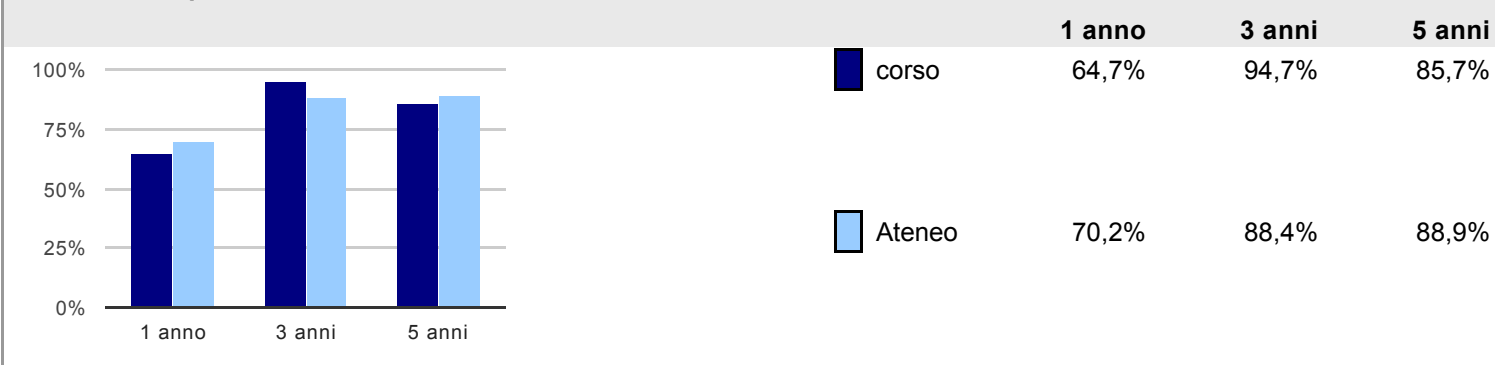 1 anno 3 anni 5 anni
100%
75%
50%
25%
0%
1 anno 3 anni 5 anni
corso 64,7% 94,7% 85,7%
Ateneo 70,2% 88,4% 88,9%